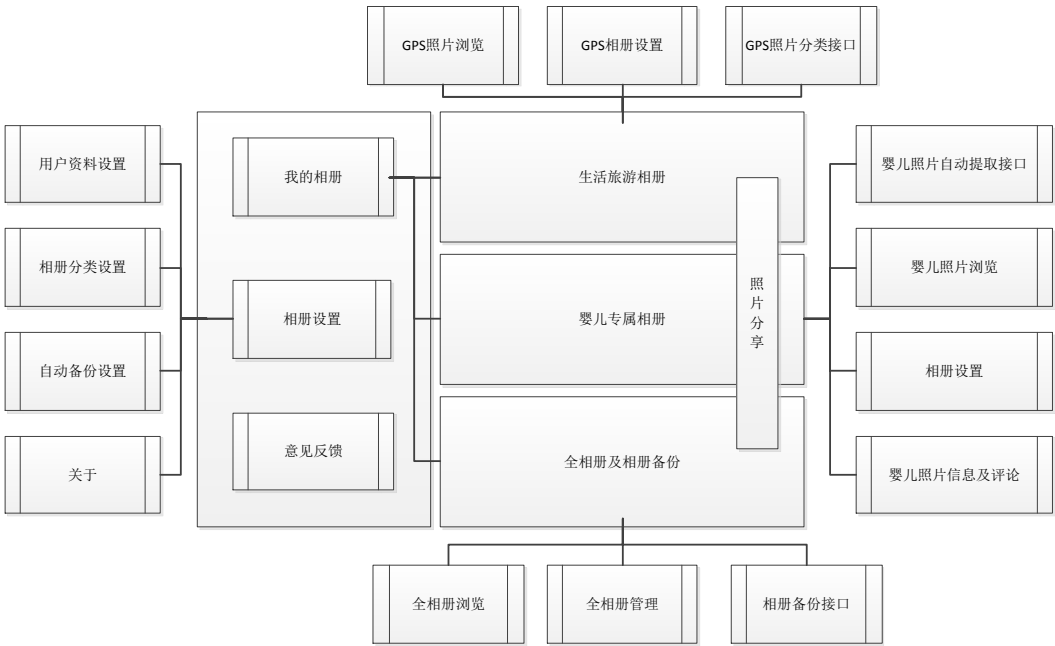 GPS照片浏览
GPS相册设置
GPS照片分类接口
用户资料设置
相册分类设置
自动备份设置
关于
我的相册
相册设置
意见反馈
生活旅游相册
婴儿专属相册
全相册及相册备份
照
片
分
享
婴儿照片自动提取接口
婴儿照片浏览
相册设置
婴儿照片信息及评论
全相册浏览
全相册管理
相册备份接口